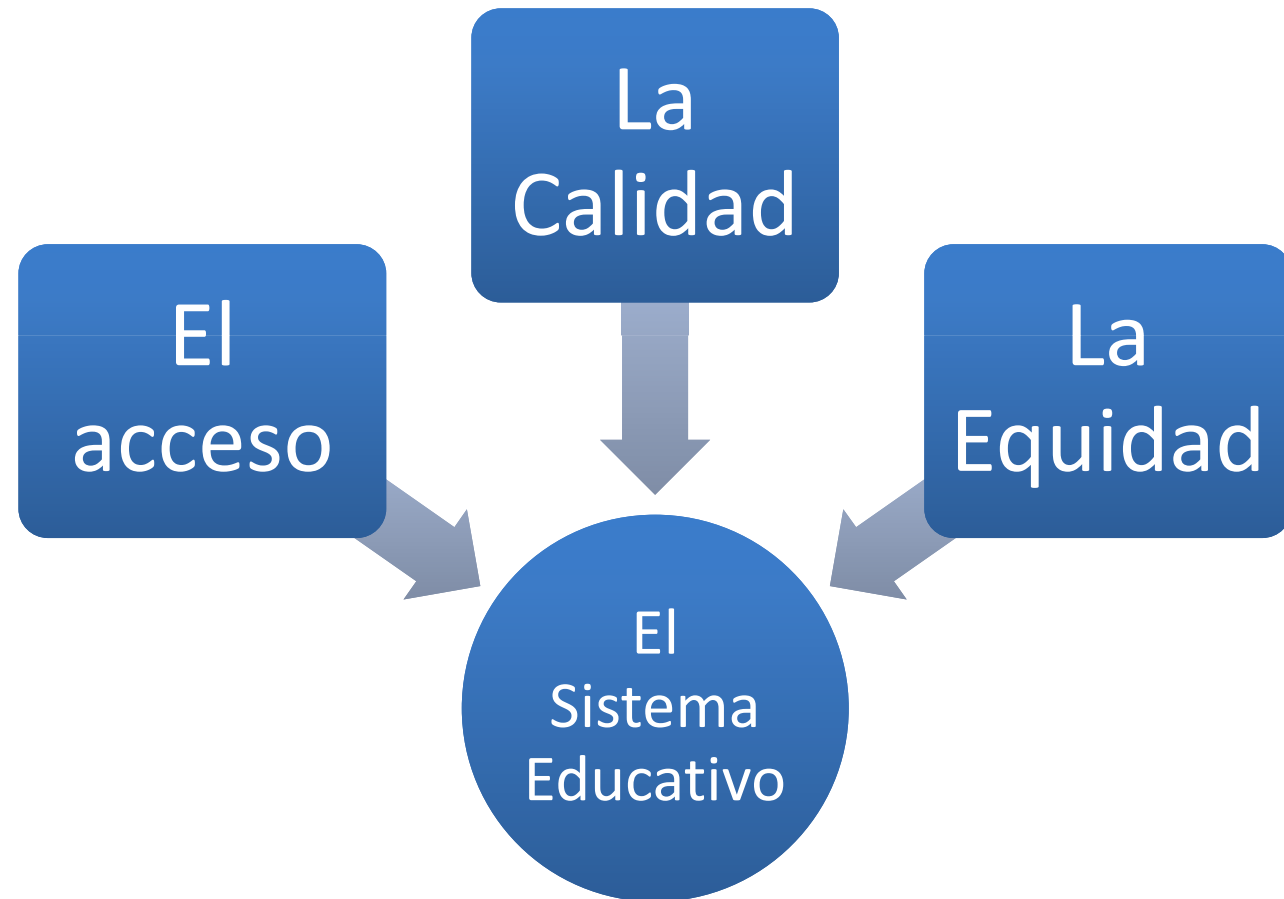 La
Calidad
El
acceso
La
Equidad
El
Sistema
Educativo